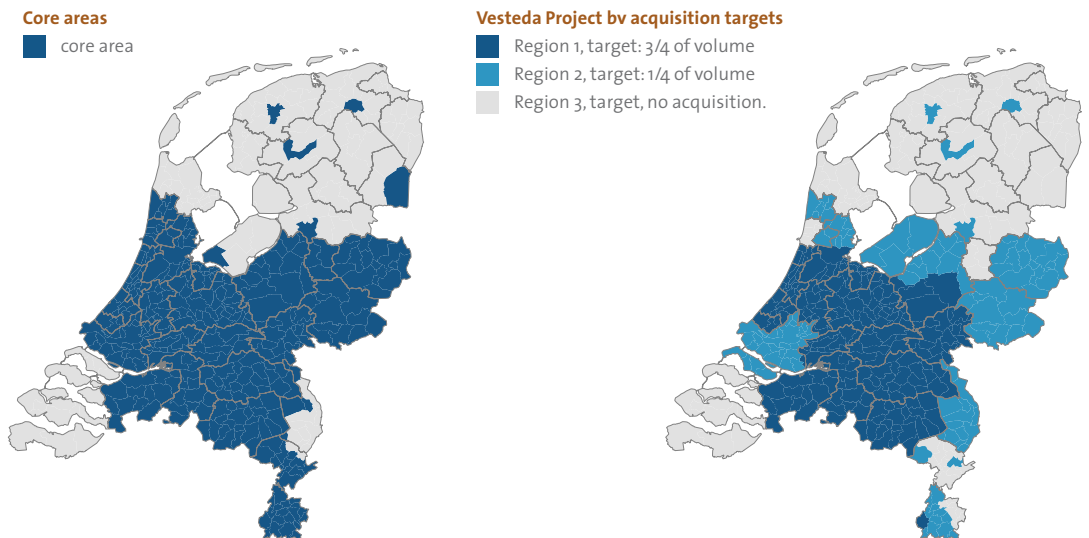 Core areas
core area
Vesteda Project bv acquisition targets
Region 1, target: 3/4 of volume
Region 2, target: 1/4 of volume
Region 3, target, no acquisition.